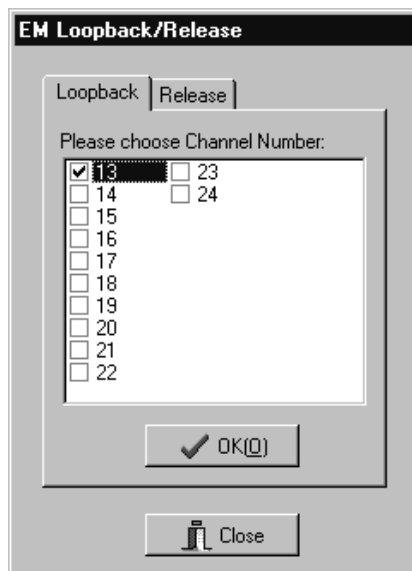 EM Loopback/Release
Loopback Release
Please choose Channel Number:
13 23
14 24
15
16
17
18
19
20
21
22
OK(O)
Close